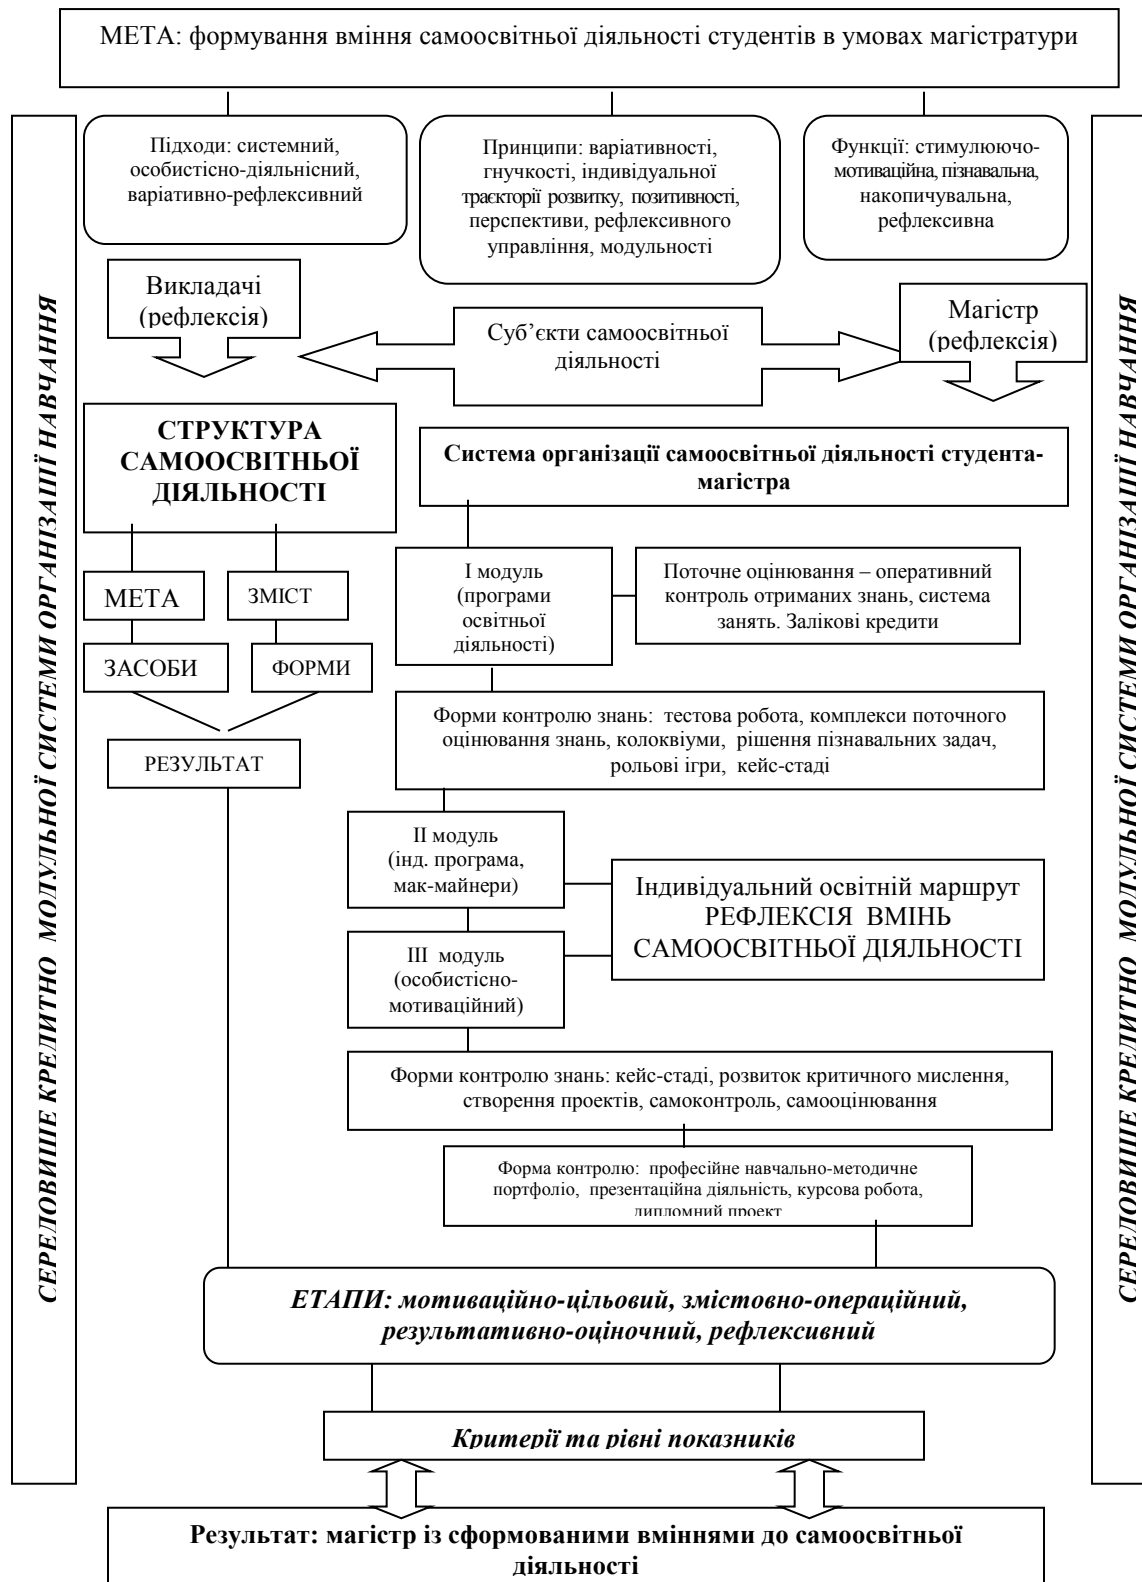 МЕТА: формування вміння самоосвітньої діяльності студентів в умовах магістратури
СЕРЕДОВИЩЕ КРЕДИТНО МОДУЛЬНОЇ СИСТЕМИ ОРГАНІЗАЦІЇ НАВЧАННЯ
Підходи: системний,
особистісно-діяльнісний,
варіативно-рефлексивний
Принципи: варіативності,
гнучкості, індивідуальної
траєкторії розвитку, позитивності,
перспективи, рефлексивного
управління, модульності
Функції: стимулюючо-
мотиваційна, пізнавальна,
накопичувальна,
рефлексивна
Викладачі
(рефлексія)
Суб’єкти самоосвітньої
діяльності
Магістр
(рефлексія)
СТРУКТУРА
САМООСВІТНЬОЇ
ДІЯЛЬНОСТІ
МЕТА
ЗМІСТ
ЗАСОБИ
ФОРМИ
РЕЗУЛЬТАТ
Система організації самоосвітньої діяльності студента-
магістра
І модуль
(програми
освітньої
діяльності)
Поточне оцінювання – оперативний
контроль отриманих знань, система
занять. Залікові кредити
Форми контролю знань: тестова робота, комплекси поточного
оцінювання знань, колоквіуми, рішення пізнавальних задач,
рольові ігри, кейс-стаді
ІІ модуль
(інд. програма,
мак-майнери)
Індивідуальний освітній маршрут
РЕФЛЕКСІЯ ВМІНЬ
САМООСВІТНЬОЇ ДІЯЛЬНОСТІ
ІІІ модуль
(особистісно-
мотиваційний)
Форми контролю знань: кейс-стаді, розвиток критичного мислення,
створення проектів, самоконтроль, самооцінювання
Форма контролю: професійне навчально-методичне
портфоліо, презентаційна діяльність, курсова робота,
дипломний проект
ЕТАПИ: мотиваційно-цільовий, змістовно-операційний,
результативно-оціночний, рефлексивний
Критерії та рівні показників
Результат: магістр із сформованими вміннями до самоосвітньої
діяльності
СЕРЕДОВИЩЕ КРЕДИТНО МОДУЛЬНОЇ СИСТЕМИ ОРГАНІЗАЦІЇ НАВЧАННЯ